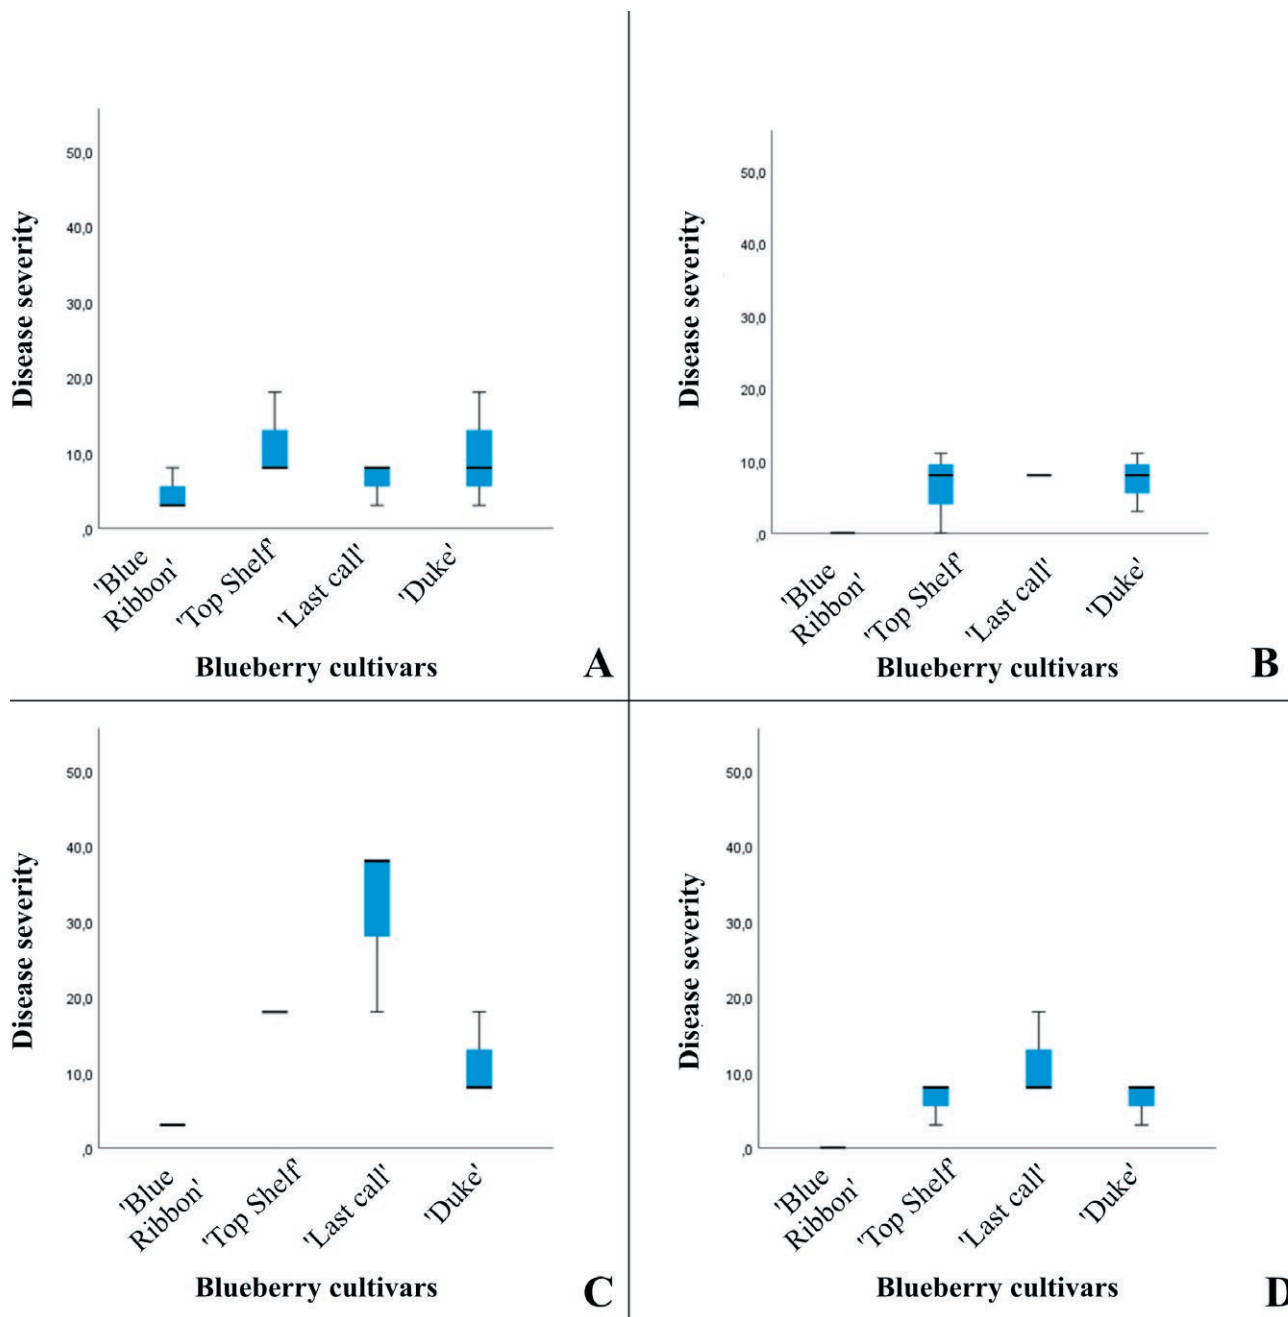 Disease severity
50,0
40,0
30,0
20,0
10,0
,0
'Blue
Ribbon'
'Top Shelf'
'Last call'
'Duke'
Blueberry cultivars
A
Disease severity
50,0
40,0
30,0
20,0
10,0
,0
'Blue
Ribbon'
'Top Shelf'
'Last call'
'Duke'
Blueberry cultivars
B
Disease severity
50,0
40,0
30,0
20,0
10,0
,0
'Blue
Ribbon'
'Top Shelf'
'Last call'
'Duke'
Blueberry cultivars
C
Disease severity
50,0
40,0
30,0
20,0
10,0
,0
'Blue
Ribbon'
'Top Shelf'
'Last call'
'Duke'
Blueberry cultivars
D